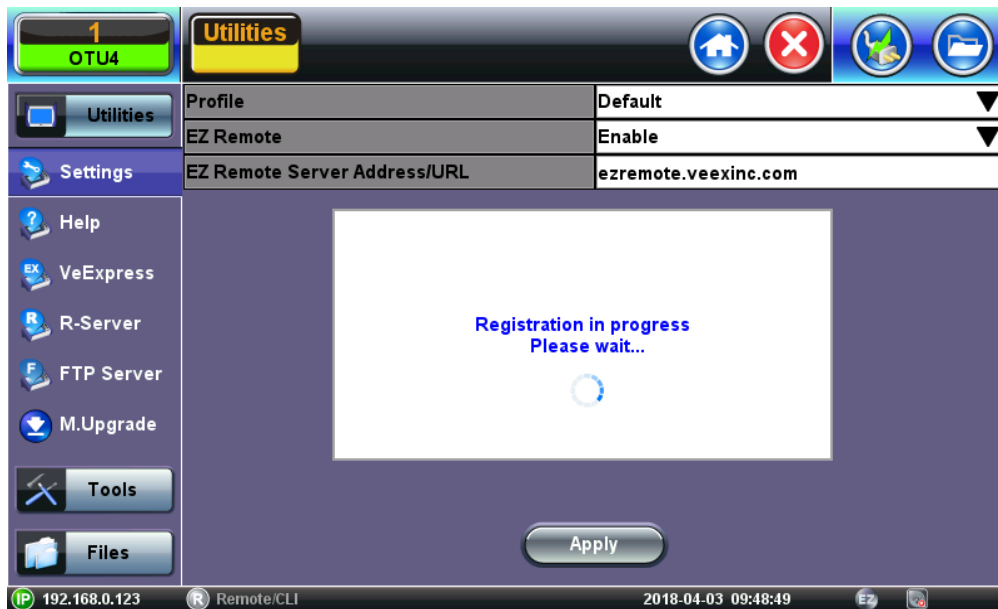 1
OTU4
Utilities
Utilities
Profile
Default
EZ Remote
Enable
EZ Remote Server Address/URL
ezremote.veexinc.com
Settings
Help
EX
VeExpress
R
R-Server
F
FTP Server
M.Upgrade
Tools
Files
Registration in progress
Please wait...
Apply
IP 192.168.0.123
R Remote/CLI
2018-04-03 09:48:49
EZ